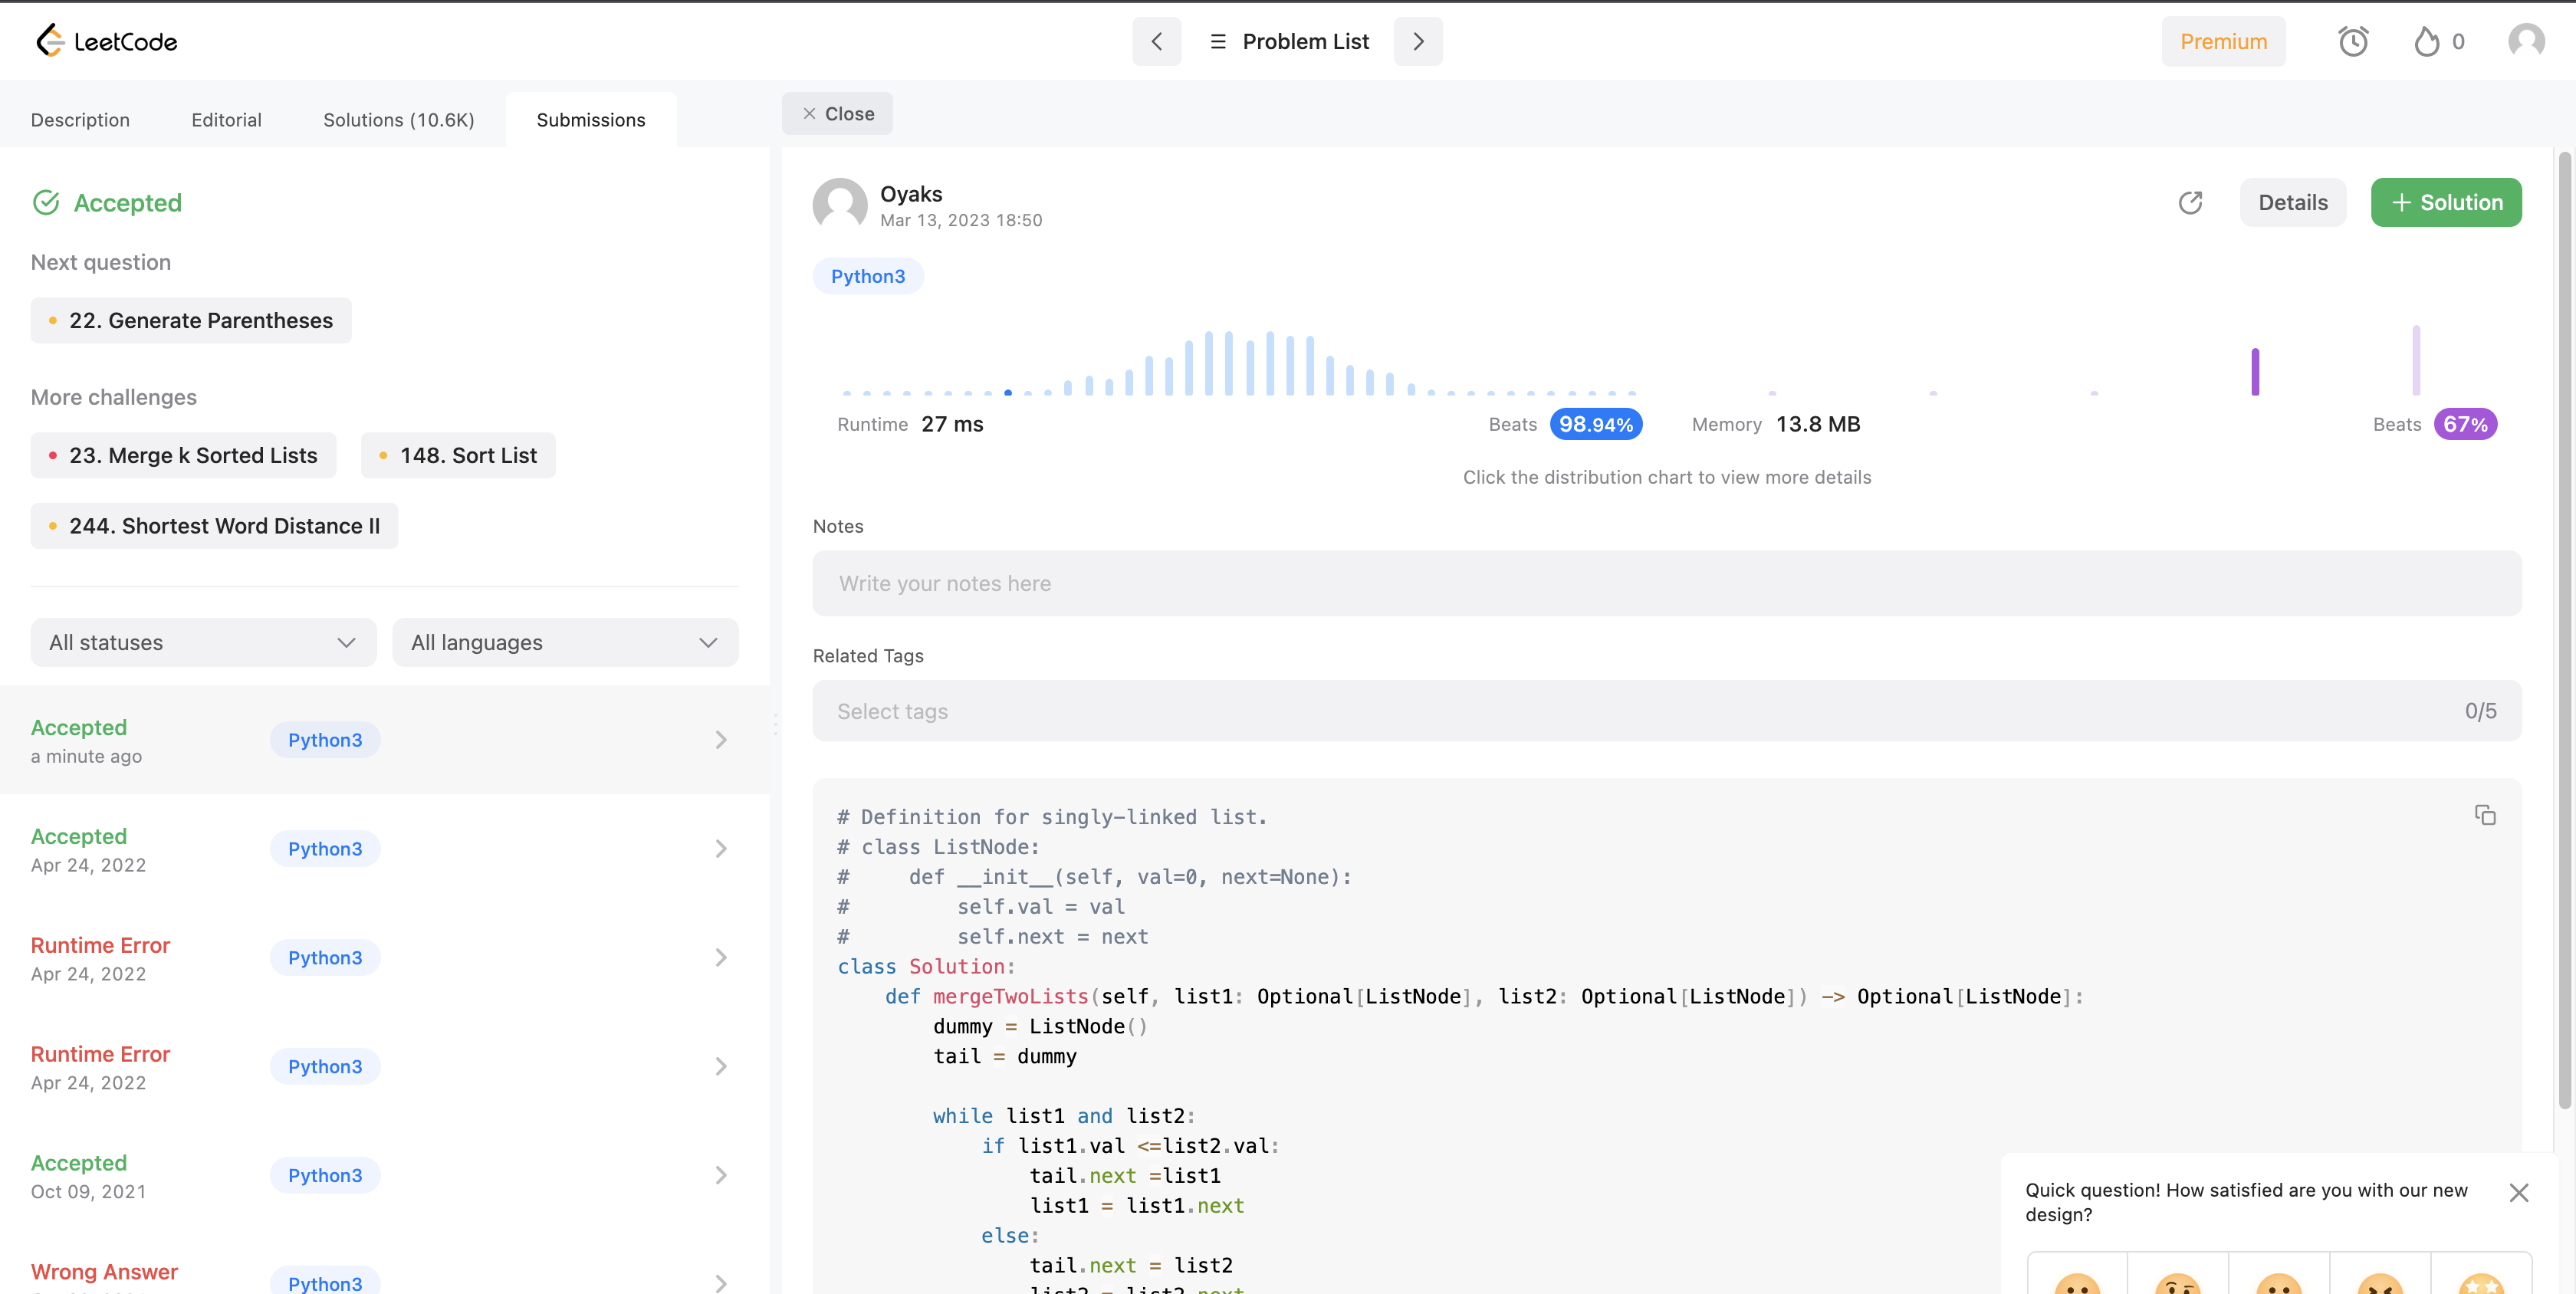 LeetCode
Problem List
Premium
0
Description
Editorial
Solutions (10.6K)
Submissions
Close
Accepted
Next question
22. Generate Parentheses
More challenges
23. Merge k Sorted Lists
148. Sort List
244. Shortest Word Distance II
All statuses
All languages
Accepted
a minute ago
Python3
Accepted
Apr 24, 2022
Python3
Runtime Error
Apr 24, 2022
Python3
Runtime Error
Apr 24, 2022
Python3
Accepted
Oct 09, 2021
Python3
Wrong Answer
Python3
Oyaks
Mar 13, 2023 18:50
Details
+ Solution
Python3
Runtime 27 ms
Beats 98.94%
Memory 13.8 MB
Beats 67%
Click the distribution chart to view more details
Notes
Write your notes here
Related Tags
Select tags
0/5
# Definition for singly-linked list.
# class ListNode:
#     def __init__(self, val=0, next=None):
#         self.val = val
#         self.next = next
class Solution:
    def mergeTwoLists(self, list1: Optional[ListNode], list2: Optional[ListNode]) -> Optional[ListNode]:
        dummy = ListNode()
        tail = dummy
        while list1 and list2:
            if list1.val <=list2.val:
                tail.next =list1
                list1 = list1.next
            else:
                tail.next = list2
                list2 = list2.next
Quick question! How satisfied are you with our new
design?